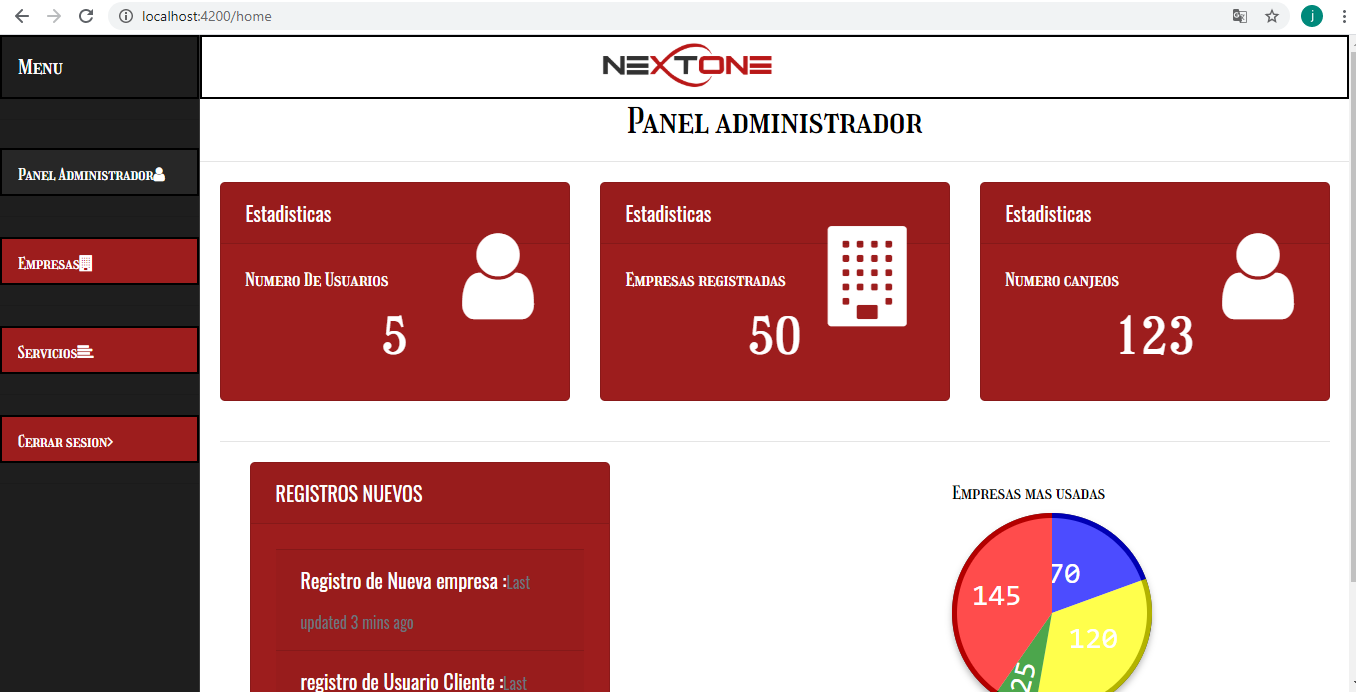 localhost:4200/home
j
Menu
NEXTONE
Panel administrador
Panel Administrador
Empresas
Servicios
Cerrar sesion
Estadisticas
Numero De Usuarios
5
Estadisticas
Empresas registradas
50
Estadisticas
Numero canjeos
123
REGISTROS NUEVOS
Registro de Nueva empresa :Last
updated 3 mins ago
registro de Usuario Cliente :Last
Empresas mas usadas
70
145
120
25